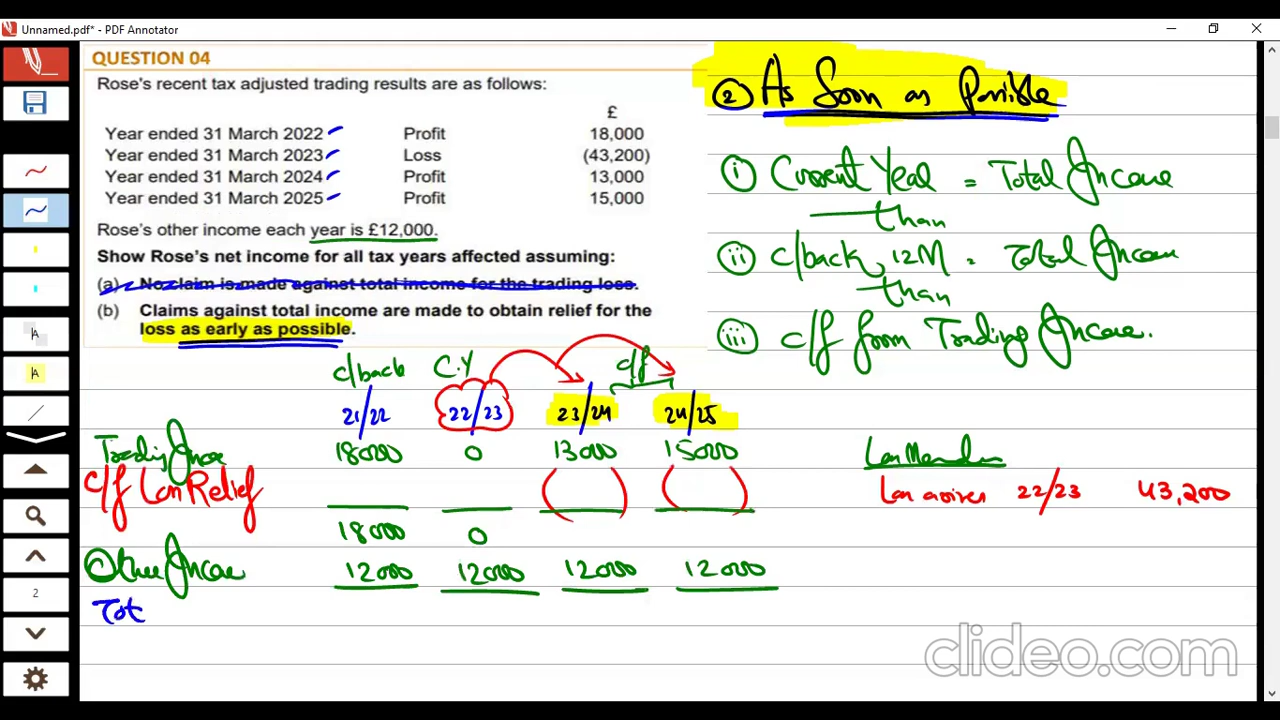 Unnamed.pdf* - PDF Annotator
QUESTION 04
Rose's recent tax adjusted trading results are as follows:
£
Year ended 31 March 2022 Profit 18,000
Year ended 31 March 2023 Loss (43,200)
Year ended 31 March 2024 Profit 13,000
Year ended 31 March 2025 Profit 15,000
Rose's other income each year is £12,000.
Show Rose's net income for all tax years affected assuming:
(a) No claim is made against total income for the trading loss.
(b) Claims against total income are made to obtain relief for the
loss as early as possible.
② As Soon as Possible
i Current Year = Total Income
than
ii c/back 12M = Total Income
than
iii c/f from Trading Income.
c/back C.Y c/f
21/22 22/23 23/24 24/25
Trading 18000 0 13000 15000
c/f Loss Relief ( ) ( )
18000 0
Other Income 12000 12000 12000 12000
Tot
Loss
Loss arises 22/23 43,200
A
A
2
clideo.com